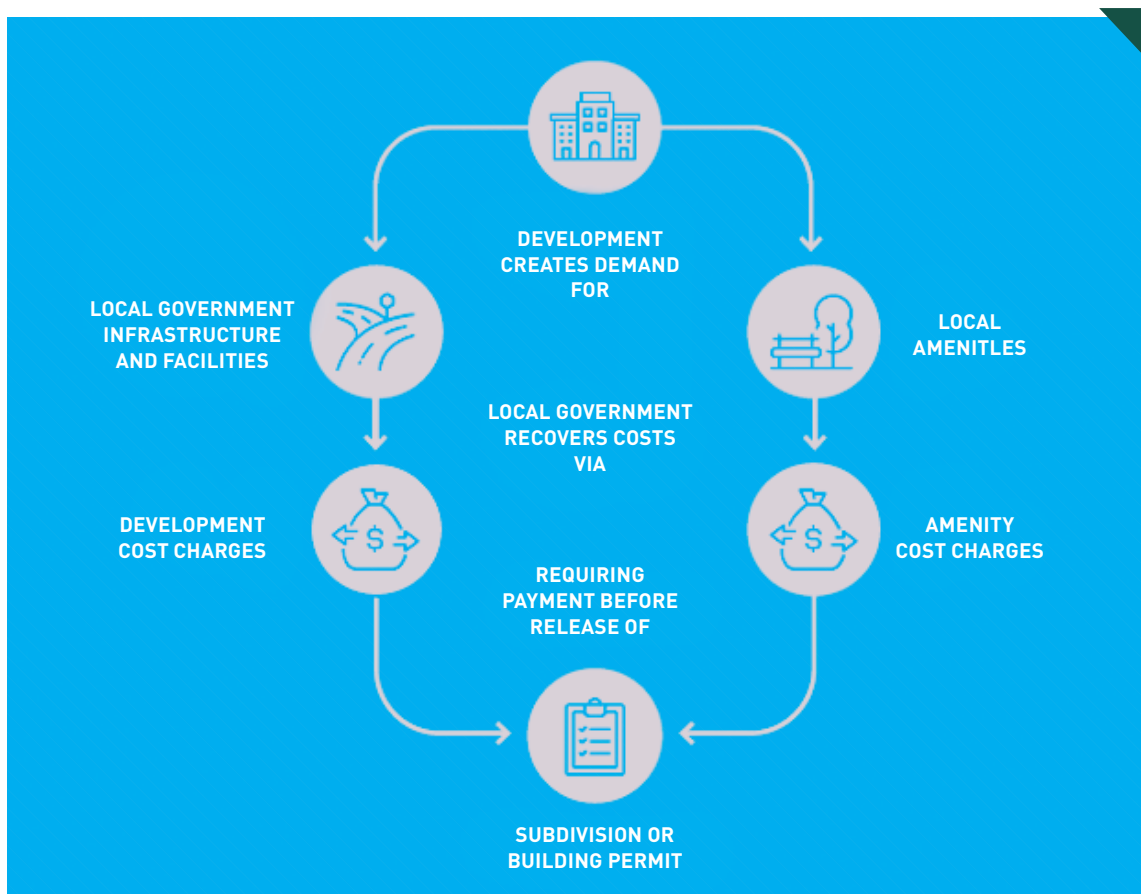 DEVELOPMENT
CREATES DEMAND
FOR
LOCAL GOVERNMENT
INFRASTRUCTURE
AND FACILITIES
LOCAL
AMENITLES
LOCAL GOVERNMENT
RECOVERS COSTS
VIA
DEVELOPMENT
COST CHARGES
$
AMENITY
COST CHARGES
$
REQUIRING
PAYMENT BEFORE
RELEASE OF
SUBDIVISION OR
BUILDING PERMIT